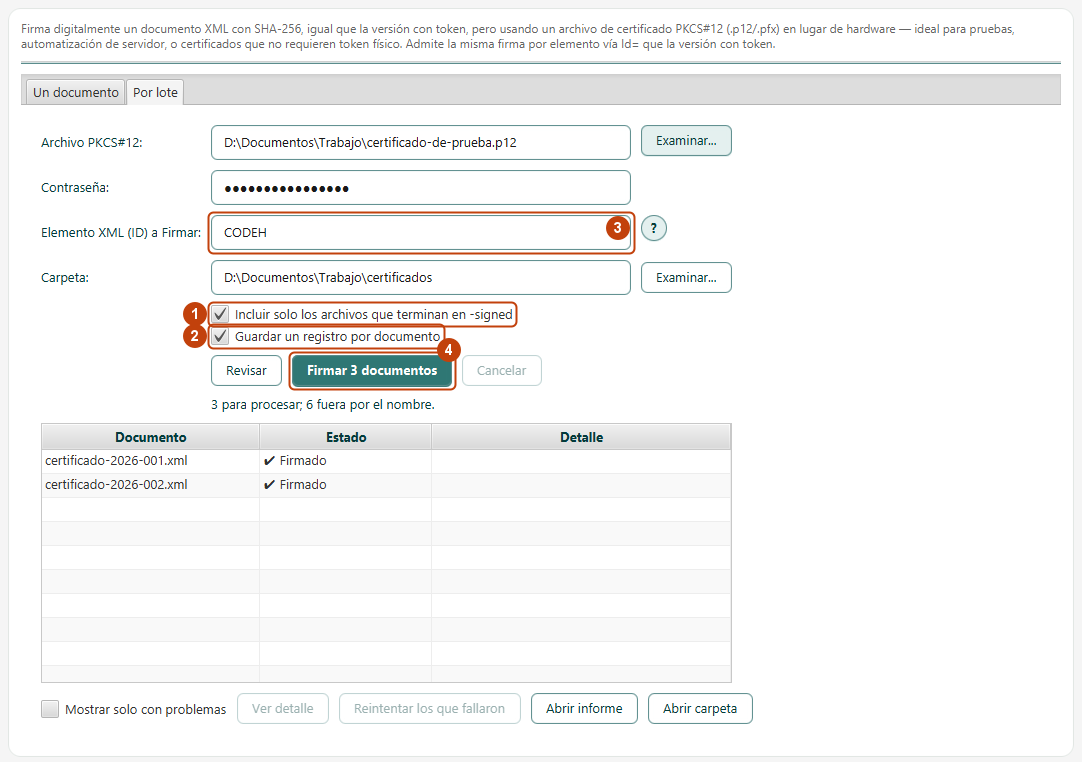 Firma digitalmente un documento XML con SHA-256, igual que la versión con token, pero usando un archivo de certificado PKCS#12 (.p12/.pfx) en lugar de hardware — ideal para pruebas,
automatización de servidor, o certificados que no requieren token físico. Admite la misma firma por elemento vía Id= que la versión con token.
Un documento Por lote
Archivo PKCS#12: D:\Documentos\Trabajo\certificado-de-prueba.p12 Examinar...
Contraseña: ●●●●●●●●●●●●●●●●
Elemento XML (ID) a Firmar: CODEH 3 ?
Carpeta: D:\Documentos\Trabajo\certificados Examinar...
1 Incluir solo los archivos que terminan en -signed
2 Guardar un registro por documento
4
Revisar Firmar 3 documentos Cancelar
3 para procesar; 6 fuera por el nombre.
Documento Estado Detalle
certificado-2026-001.xml ✔ Firmado
certificado-2026-002.xml ✔ Firmado
Mostrar solo con problemas Ver detalle Reintentar los que fallaron Abrir informe Abrir carpeta